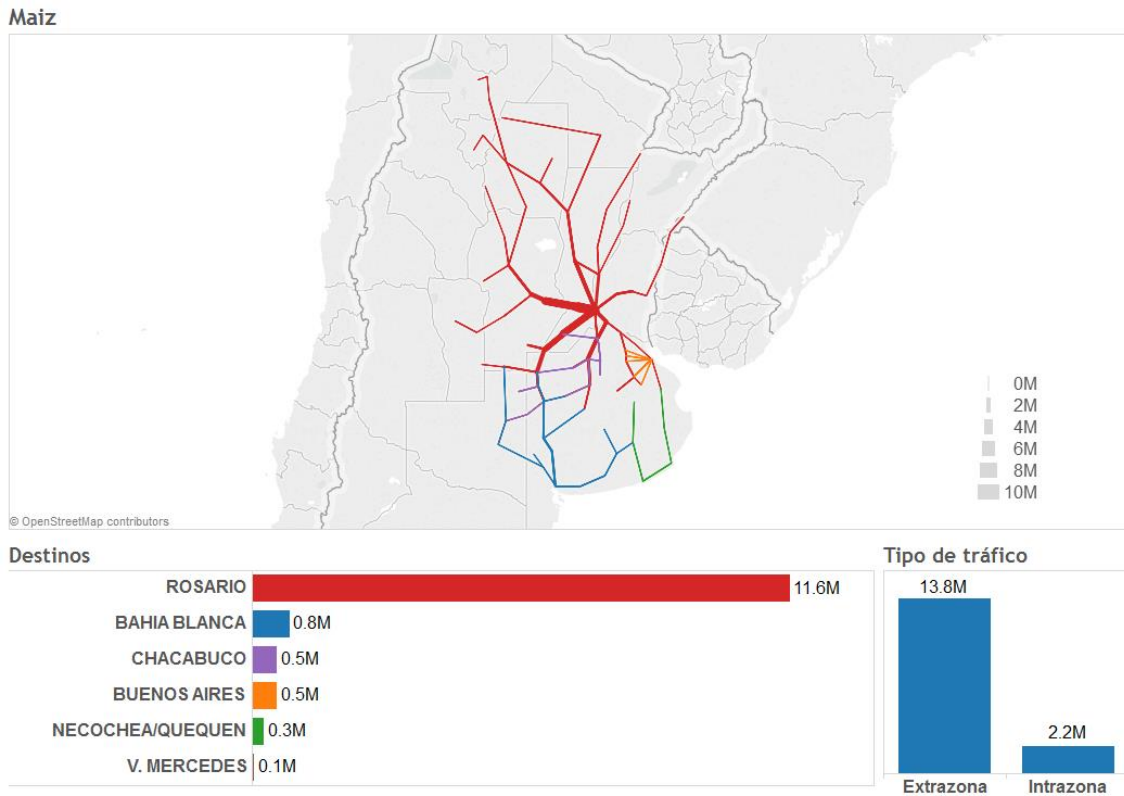 Maiz
0M
2M
4M
6M
8M
10M
© OpenStreetMap contributors
Destinos
ROSARIO 11.6M
BAHIA BLANCA 0.8M
CHACABUCO 0.5M
BUENOS AIRES 0.5M
NECOCHEA/QUEQUEN 0.3M
V. MERCEDES 0.1M
Tipo de tráfico
13.8M
2.2M
Extrazona Intrazona